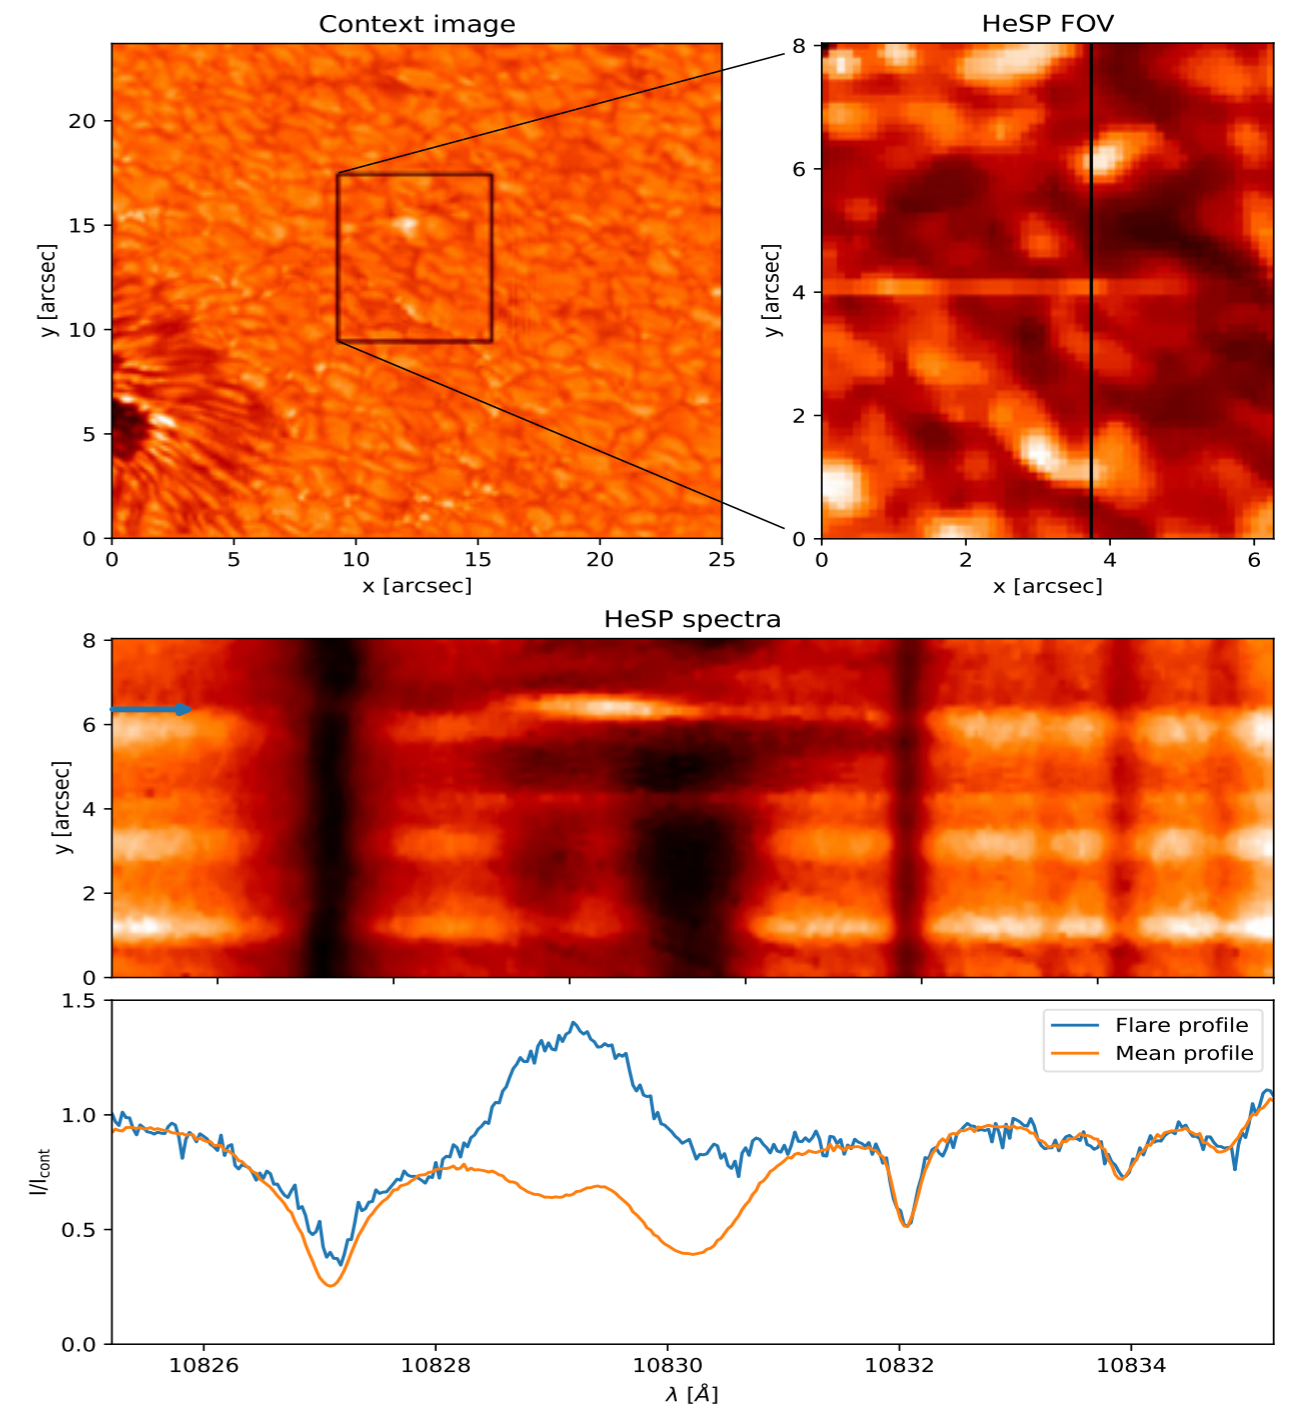 Context image
HeSP FOV
20
15
10
5
0
y [arcsec]
0 5 10 15 20 25
x [arcsec]
8
6
4
2
0
y [arcsec]
0 2 4 6
x [arcsec]
HeSP spectra
8
6
4
2
0
y [arcsec]
1.5
1.0
0.5
0.0
I/Icont
Flare profile
Mean profile
10826 10828 10830 10832 10834
λ [Å]